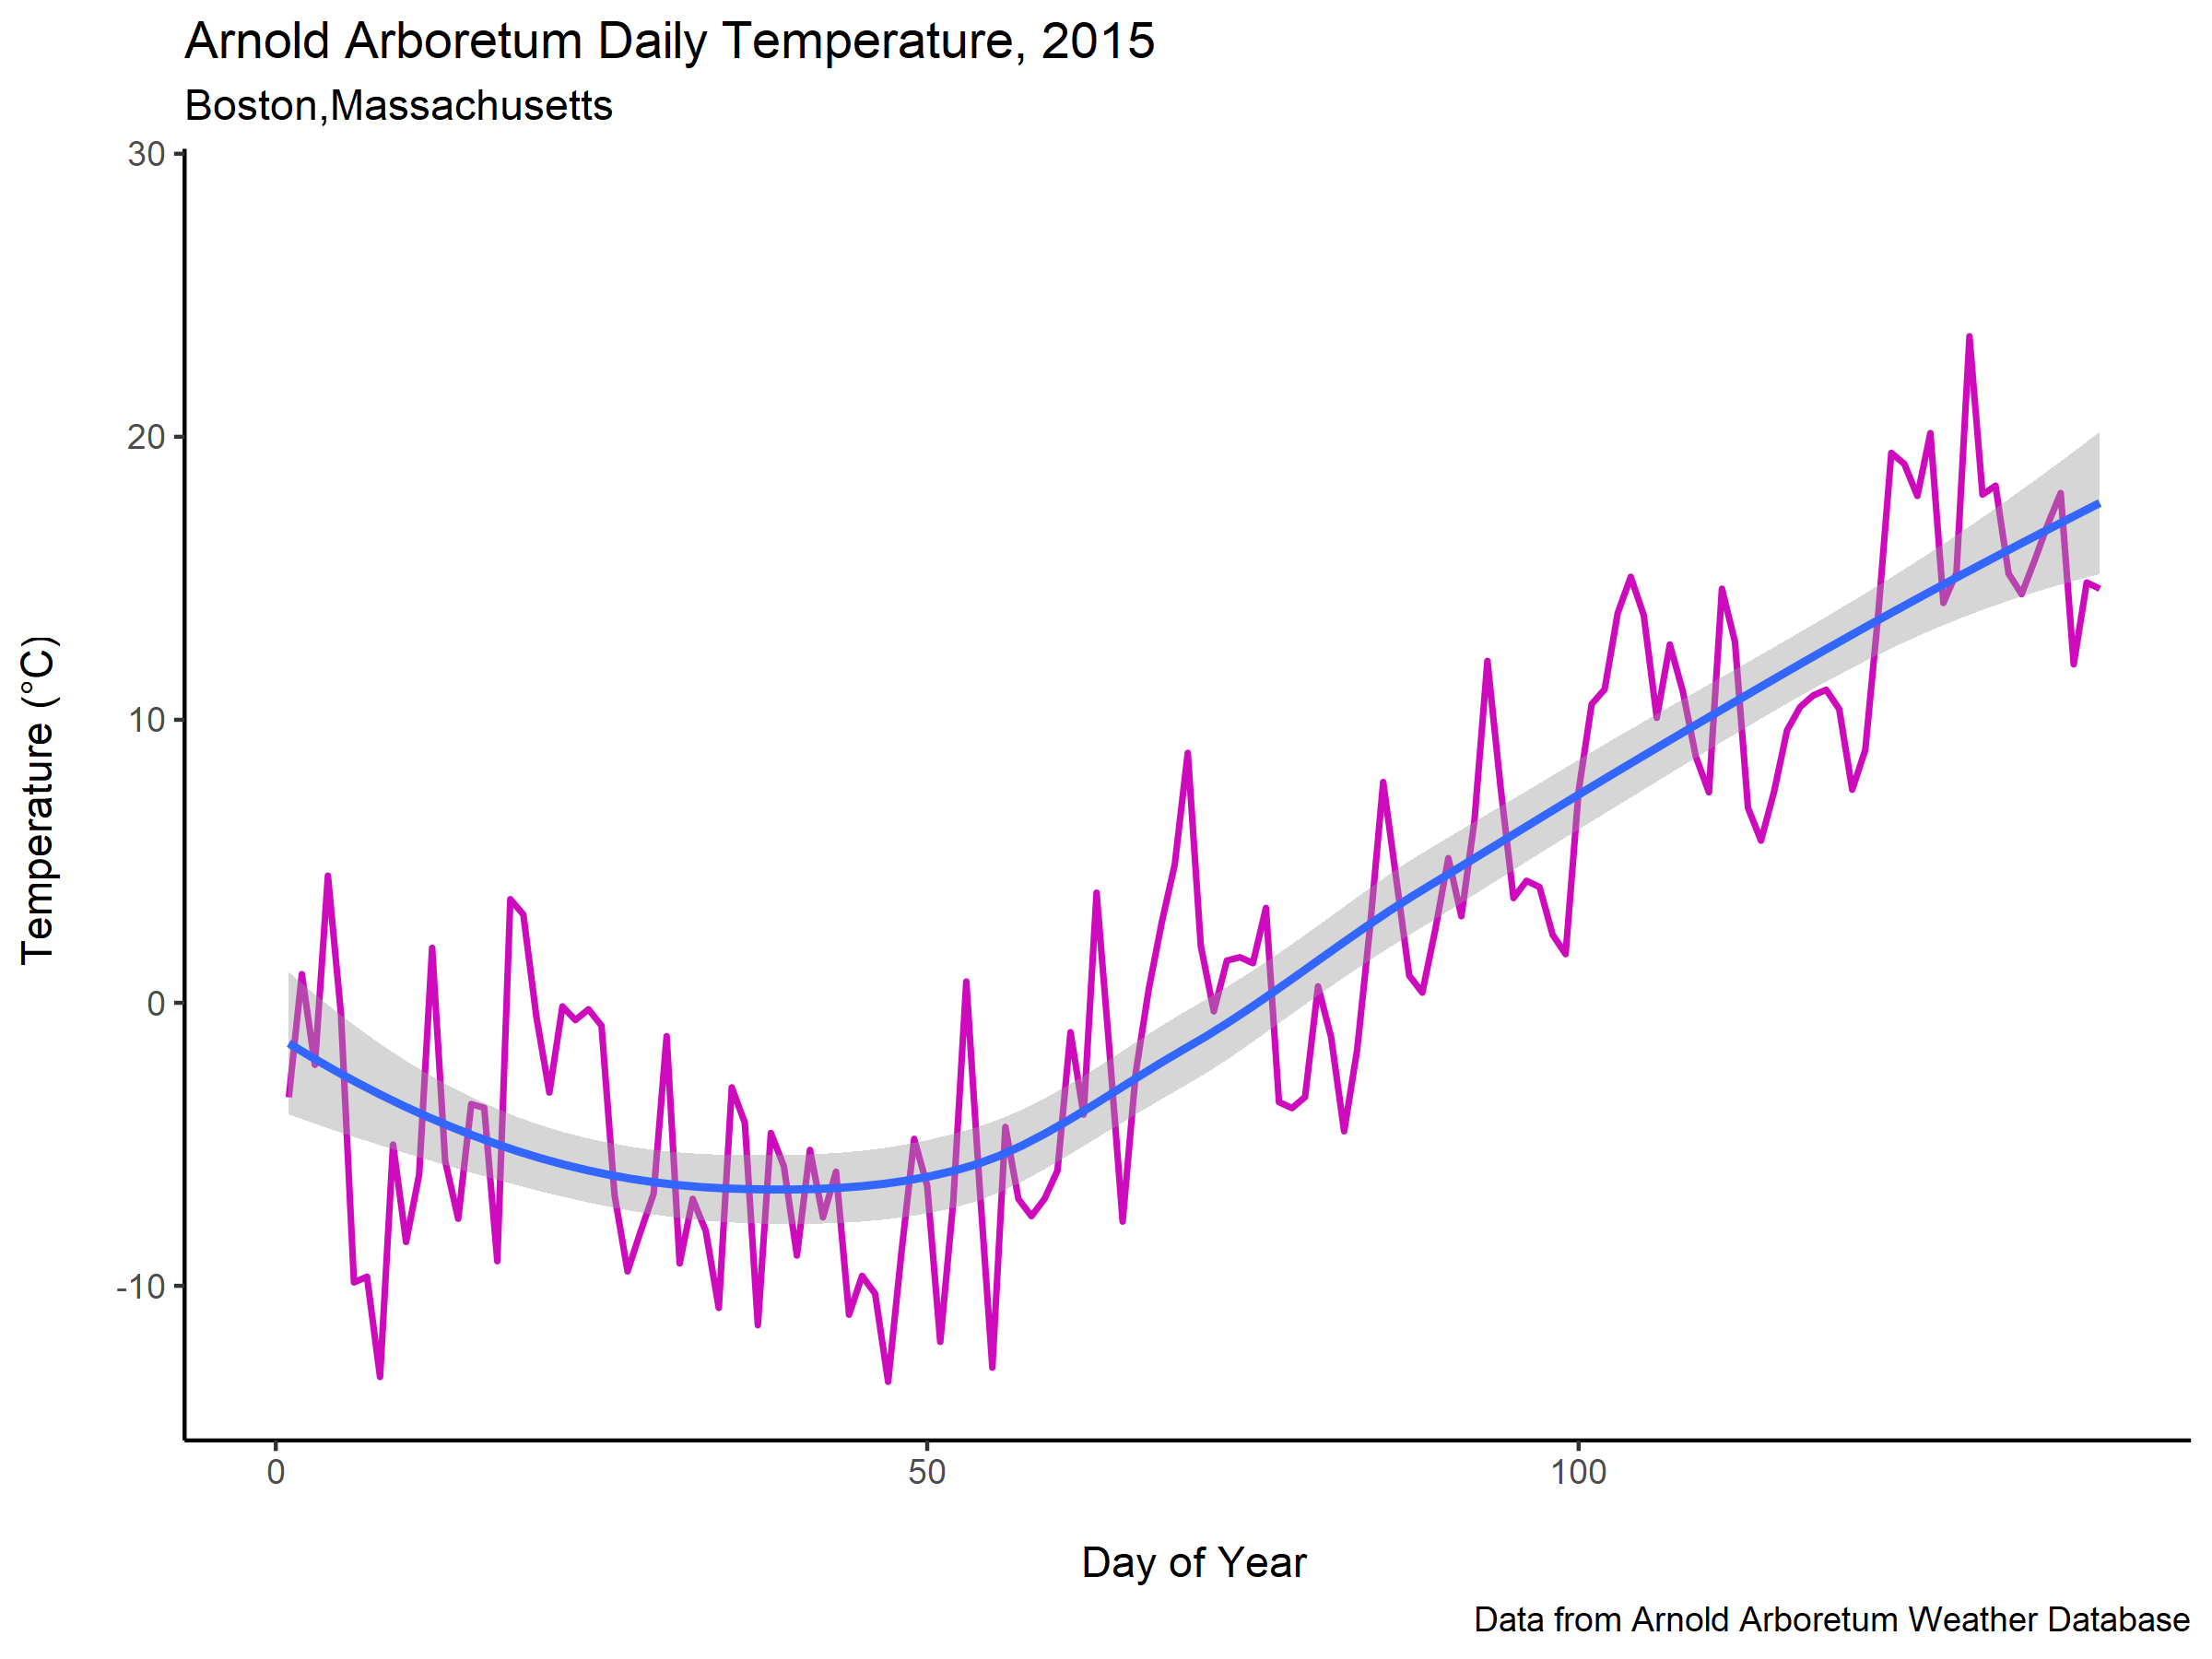 Arnold Arboretum Daily Temperature, 2015
Boston,Massachusetts
30
20
10
0
-10
Temperature (°C)
0 50 100
Day of Year
Data from Arnold Arboretum Weather Database